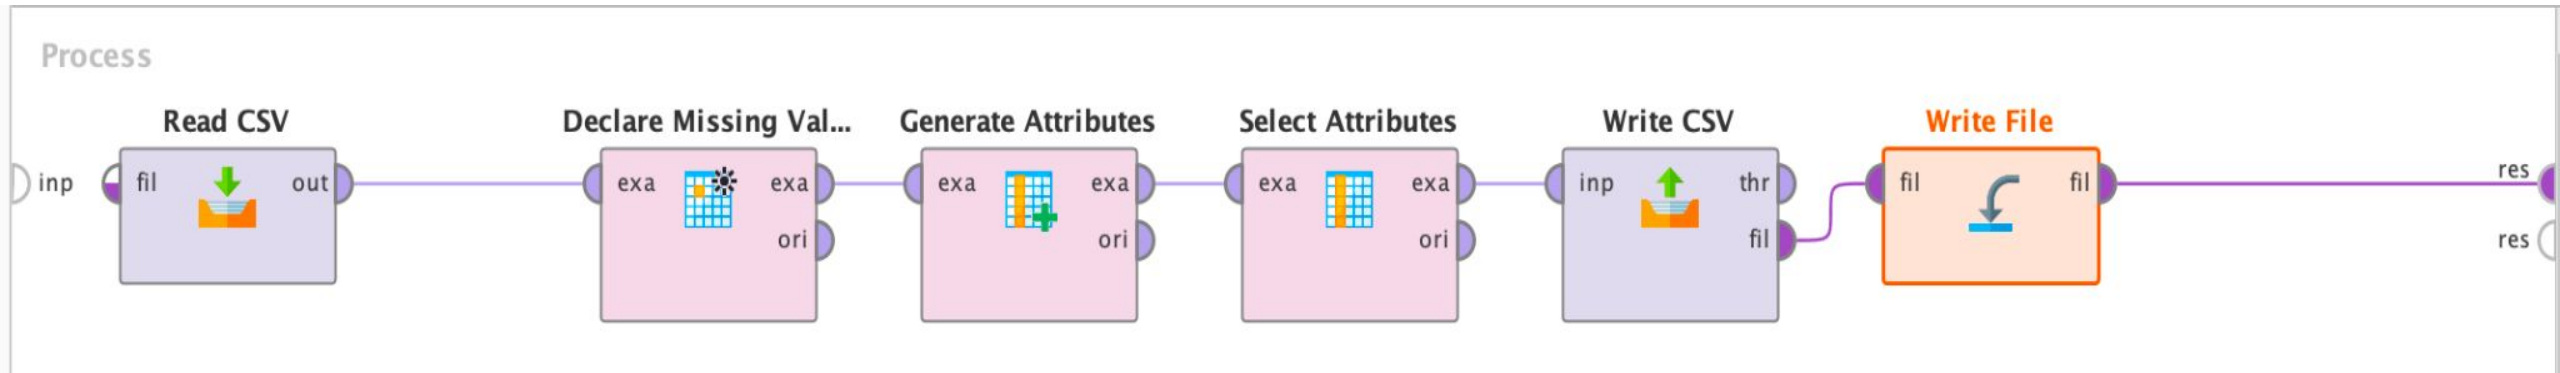 Process
Read CSV
Declare Missing Val...
Generate Attributes
Select Attributes
Write CSV
Write File
inp
fil
out
exa
exa
ori
exa
exa
ori
exa
exa
ori
inp
thr
fil
fil
fil
res
res